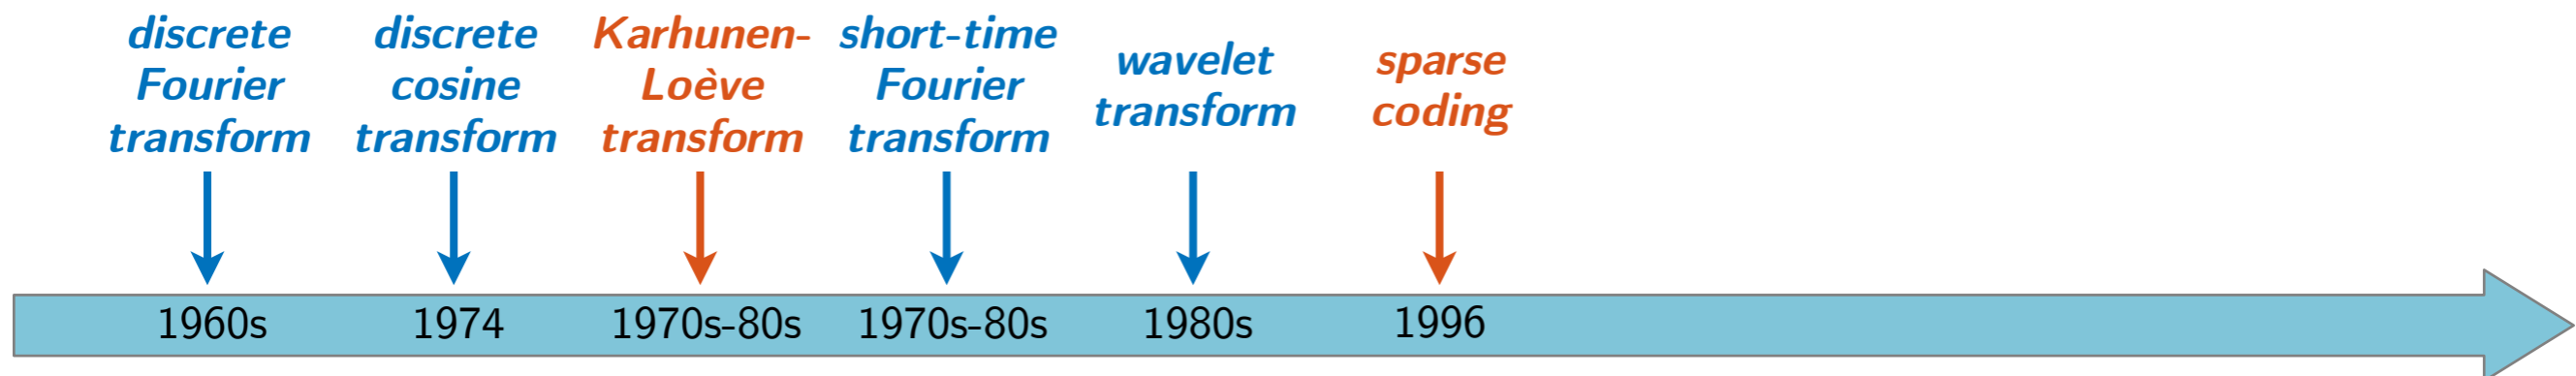 discrete
Fourier
transform
discrete
cosine
transform
Karhunen-
Loève
transform
short-time
Fourier
transform
wavelet
transform
sparse
coding
1960s
1974
1970s-80s
1970s-80s
1980s
1996